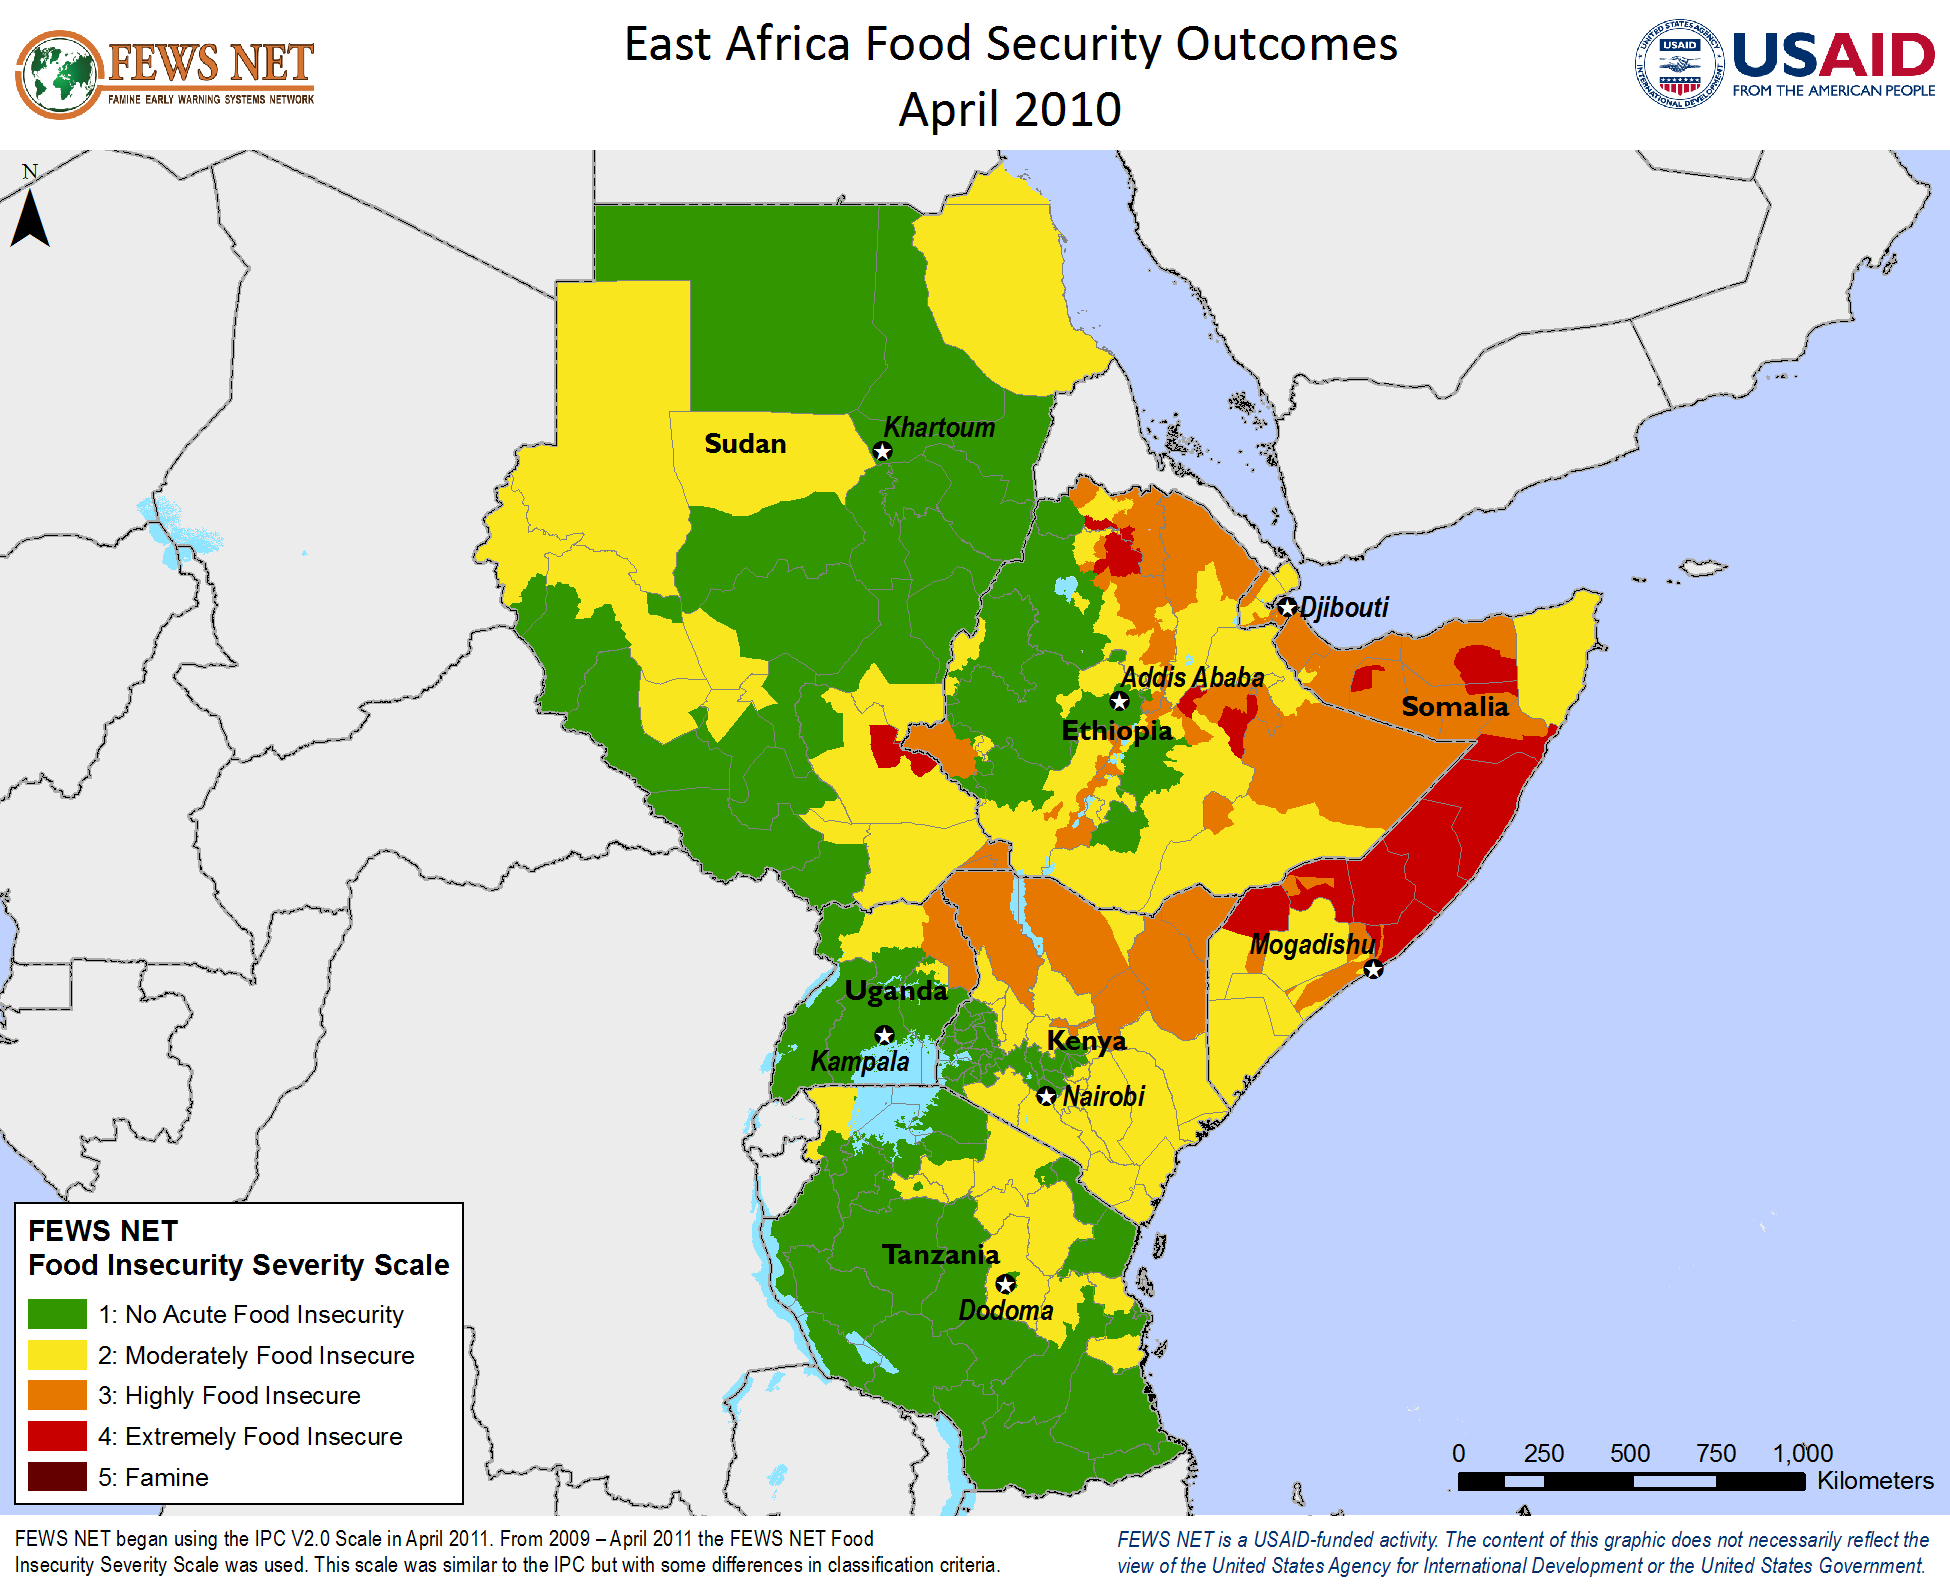 FEWS NET
FAMINE EARLY WARNING SYSTEMS NETWORK
East Africa Food Security Outcomes
April 2010
UNITED STATES AGENCY
USAID
INTERNATIONAL DEVELOPMENT
USAID
FROM THE AMERICAN PEOPLE
N
Khartoum
Sudan
Djibouti
Addis Ababa
Somalia
Ethiopia
Mogadishu
Uganda
Kenya
Kampala
Nairobi
Tanzania
Dodoma
FEWS NET
Food Insecurity Severity Scale
1: No Acute Food Insecurity
2: Moderately Food Insecure
3: Highly Food Insecure
4: Extremely Food Insecure
5: Famine
0 250 500 750 1,000
Kilometers
FEWS NET began using the IPC V2.0 Scale in April 2011. From 2009 – April 2011 the FEWS NET Food
Insecurity Severity Scale was used. This scale was similar to the IPC but with some differences in classification criteria.
FEWS NET is a USAID-funded activity. The content of this graphic does not necessarily reflect the
view of the United States Agency for International Development or the United States Government.